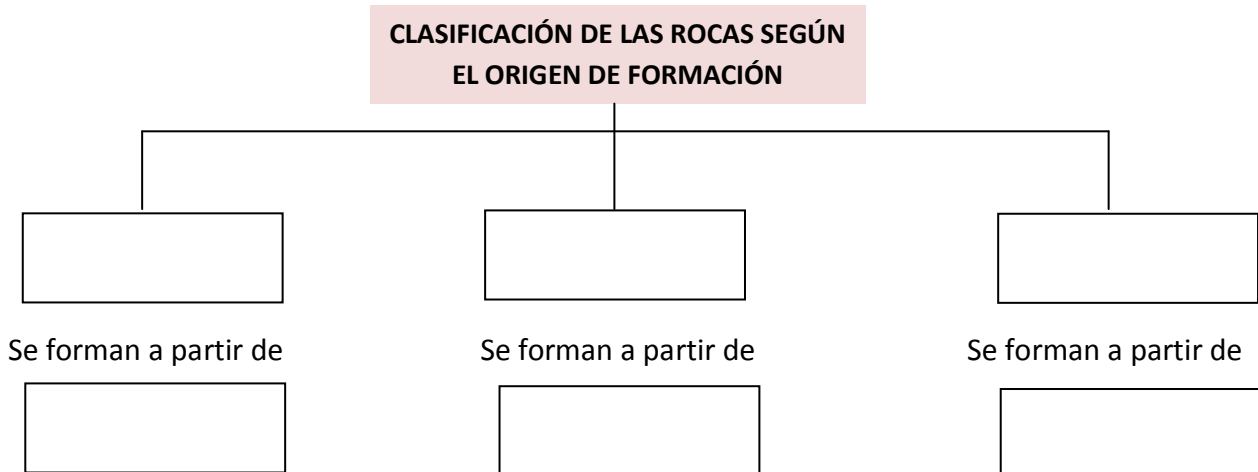 CLASIFICACIÓN DE LAS ROCAS SEGÚN
EL ORIGEN DE FORMACIÓN
Se forman a partir de
Se forman a partir de
Se forman a partir de